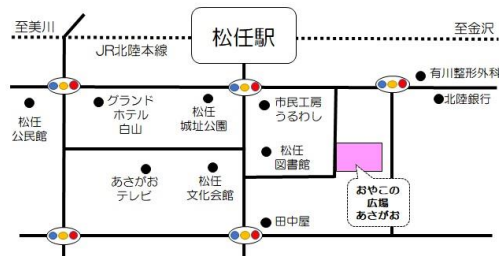 至美川
松任駅
至金沢
JR北陸本線
有川整形外科
北陸銀行
松任
公民館
グランド
ホテル
白山
松任
城址公園
市民工房
うるわし
松任
図書館
あさがお
テレビ
松任
文化会館
おやこの
広場
あさがお
田中屋